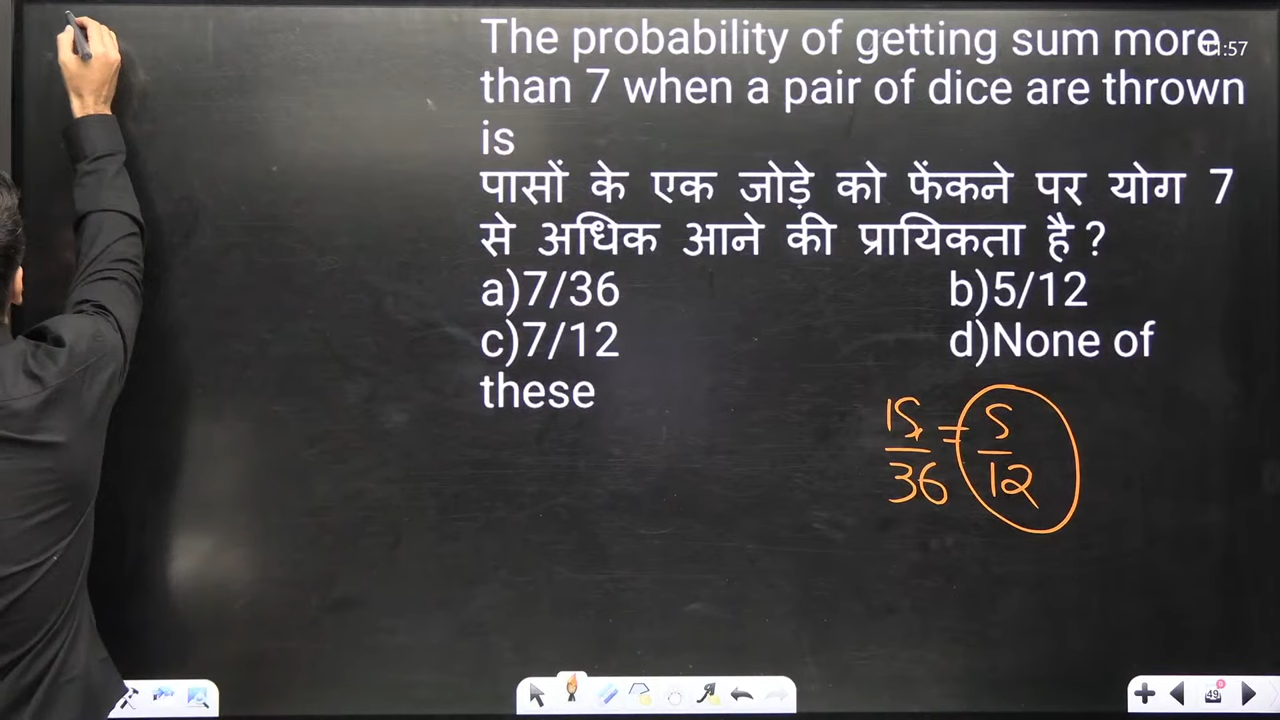 The probability of getting sum more
than 7 when a pair of dice are thrown
is
पासों के एक जोड़े को फेंकने पर योग 7
से अधिक आने की प्रायिकता है ?
a)7/36 b)5/12
c)7/12 d)None of
these
15/36 = 5/12
49